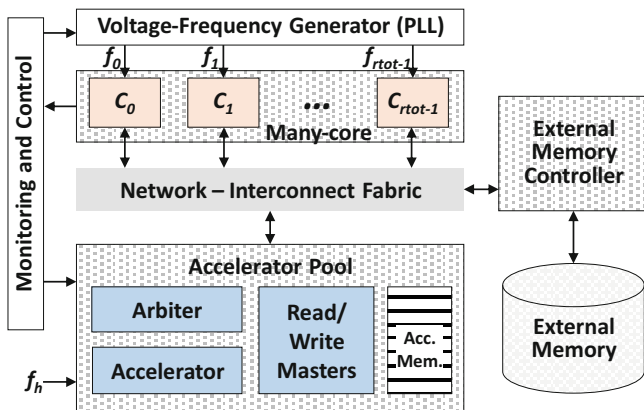 Voltage-Frequency Generator (PLL)
Monitoring and Control
f0 f1 frtot-1
C0 C1 ... Crtot-1
Many-core
External
Memory
Controller
Network – Interconnect Fabric
Accelerator Pool
Arbiter
Accelerator
Read/
Write
Masters
Acc.
Mem.
External
Memory
fh